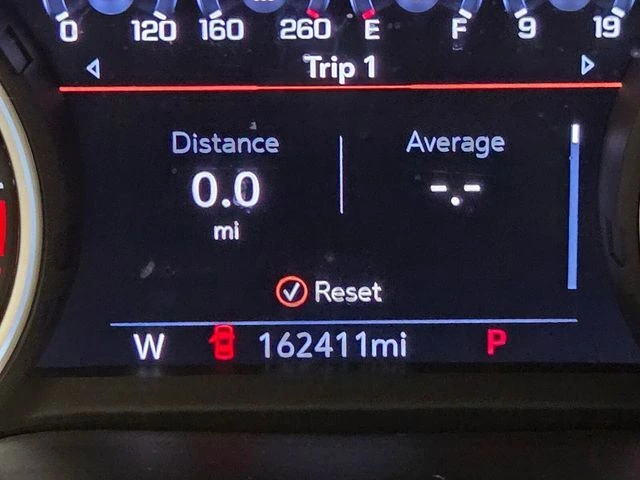 0 120 160 260 E F 9 19
Trip 1
Distance Average
0.0 -.-
mi
Reset
W 162411mi P